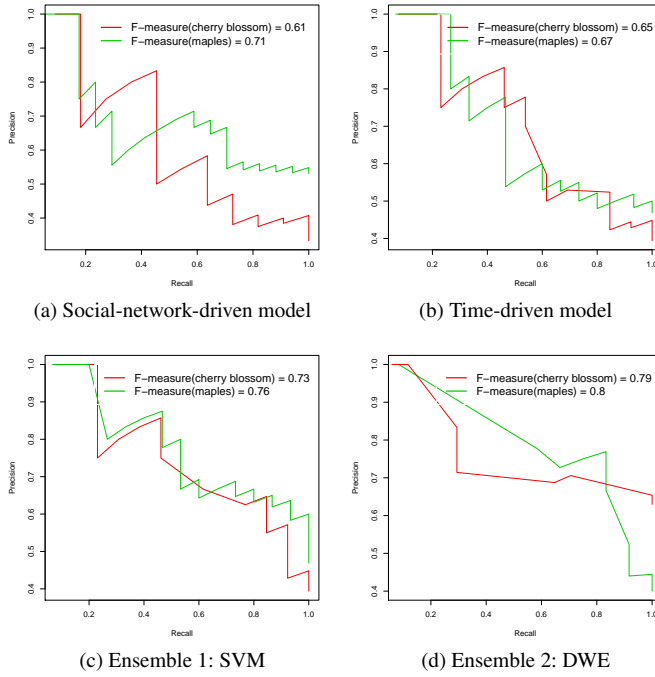 F−measure(cherry blossom) = 0.61
F−measure(maples) = 0.71
1.0
0.9
0.8
0.7
0.6
0.5
0.4
Precision
0.2 0.4 0.6 0.8 1.0
Recall
(a) Social-network-driven model
F−measure(cherry blossom) = 0.65
F−measure(maples) = 0.67
1.0
0.9
0.8
0.7
0.6
0.5
0.4
Precision
0.2 0.4 0.6 0.8 1.0
Recall
(b) Time-driven model
F−measure(cherry blossom) = 0.73
F−measure(maples) = 0.76
1.0
0.9
0.8
0.7
0.6
0.5
0.4
Precision
0.2 0.4 0.6 0.8 1.0
Recall
(c) Ensemble 1: SVM
F−measure(cherry blossom) = 0.79
F−measure(maples) = 0.8
1.0
0.9
0.8
0.7
0.6
0.5
0.4
Precision
0.2 0.4 0.6 0.8 1.0
Recall
(d) Ensemble 2: DWE